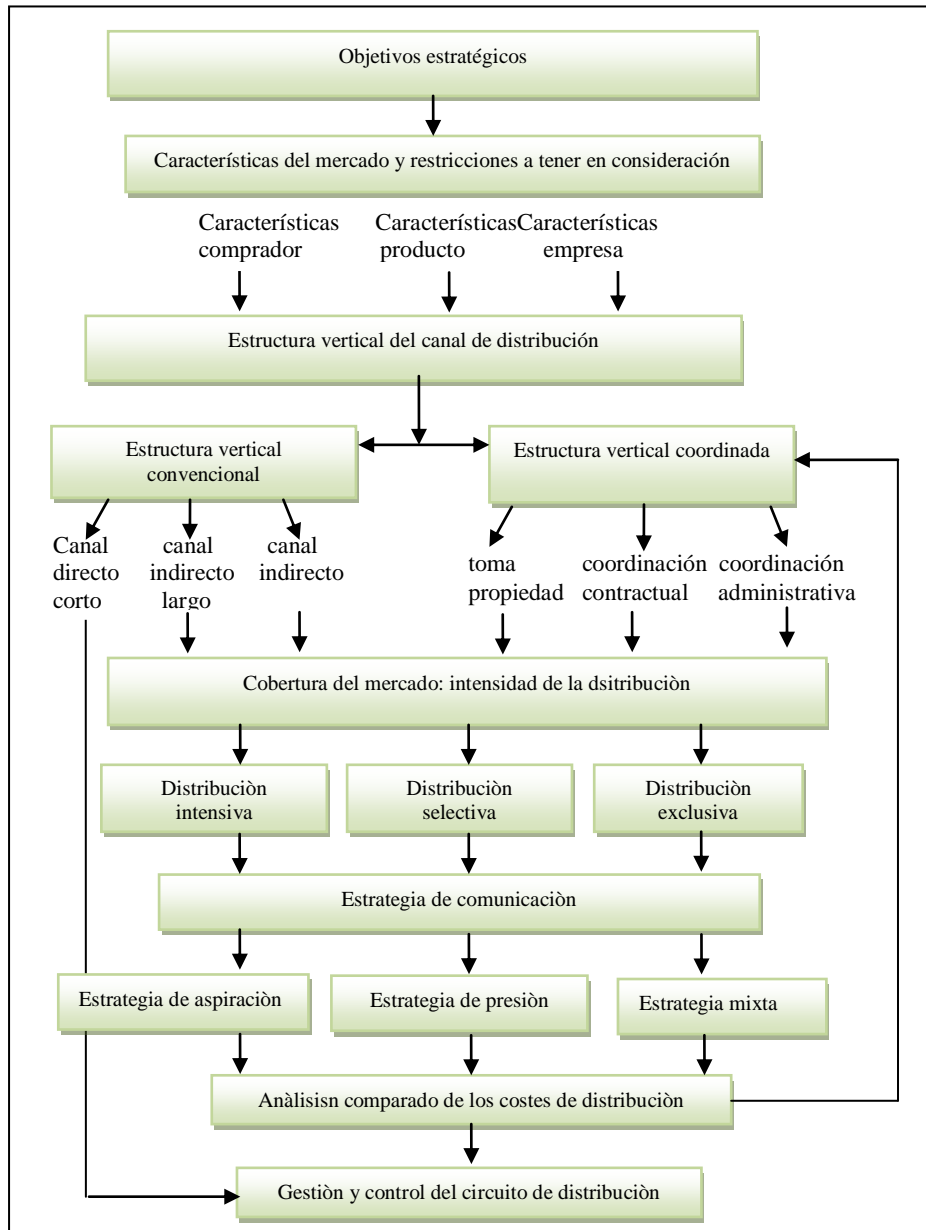 Objetivos estratégicos
Características del mercado y restricciones a tener en consideración
Características
comprador
Características
producto
Características
empresa
Estructura vertical del canal de distribución
Estructura vertical
convencional
Estructura vertical coordinada
Canal
directo
corto
canal
indirecto
largo
canal
indirecto
toma
propiedad
coordinación
contractual
coordinación
administrativa
Cobertura del mercado: intensidad de la dsitribuciòn
Distribuciòn
intensiva
Distribuciòn
selectiva
Distribuciòn
exclusiva
Estrategia de comunicaciòn
Estrategia de aspiraciòn
Estrategia de presiòn
Estrategia mixta
Anàlisisn comparado de los costes de distribuciòn
Gestiòn y control del circuito de distribuciòn